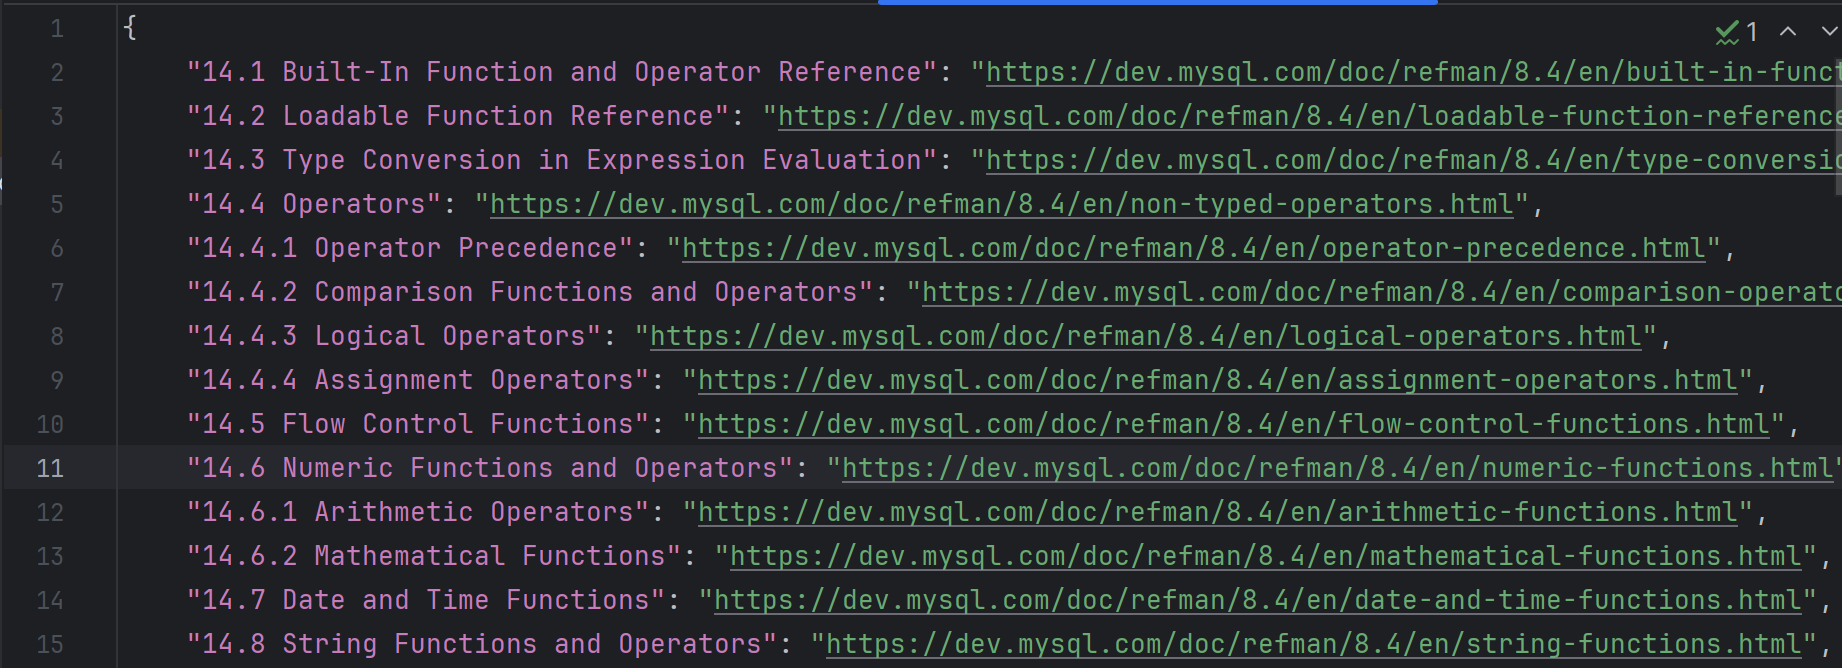 1
1 {
2 "14.1 Built-In Function and Operator Reference": "https://dev.mysql.com/doc/refman/8.4/en/built-in-funct
3 "14.2 Loadable Function Reference": "https://dev.mysql.com/doc/refman/8.4/en/loadable-function-reference
4 "14.3 Type Conversion in Expression Evaluation": "https://dev.mysql.com/doc/refman/8.4/en/type-conversio
5 "14.4 Operators": "https://dev.mysql.com/doc/refman/8.4/en/non-typed-operators.html",
6 "14.4.1 Operator Precedence": "https://dev.mysql.com/doc/refman/8.4/en/operator-precedence.html",
7 "14.4.2 Comparison Functions and Operators": "https://dev.mysql.com/doc/refman/8.4/en/comparison-operato
8 "14.4.3 Logical Operators": "https://dev.mysql.com/doc/refman/8.4/en/logical-operators.html",
9 "14.4.4 Assignment Operators": "https://dev.mysql.com/doc/refman/8.4/en/assignment-operators.html",
10 "14.5 Flow Control Functions": "https://dev.mysql.com/doc/refman/8.4/en/flow-control-functions.html",
11 "14.6 Numeric Functions and Operators": "https://dev.mysql.com/doc/refman/8.4/en/numeric-functions.html"
12 "14.6.1 Arithmetic Operators": "https://dev.mysql.com/doc/refman/8.4/en/arithmetic-functions.html",
13 "14.6.2 Mathematical Functions": "https://dev.mysql.com/doc/refman/8.4/en/mathematical-functions.html",
14 "14.7 Date and Time Functions": "https://dev.mysql.com/doc/refman/8.4/en/date-and-time-functions.html",
15 "14.8 String Functions and Operators": "https://dev.mysql.com/doc/refman/8.4/en/string-functions.html",